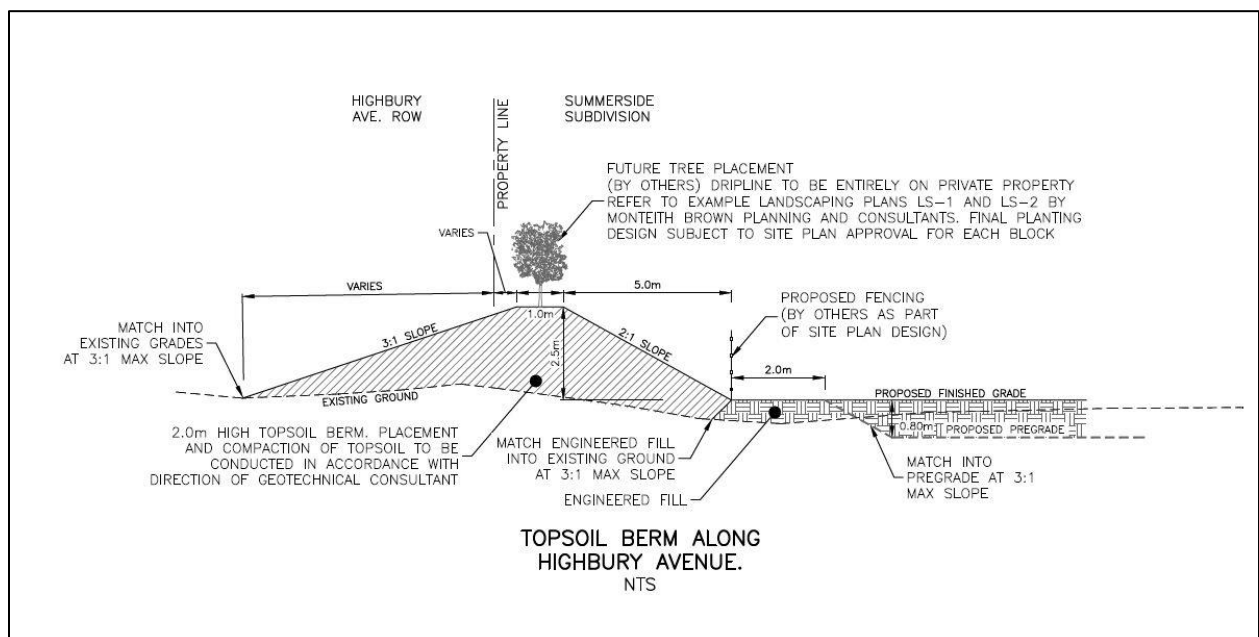 HIGHBURY
AVE. ROW
PROPERTY LINE
SUMMERSIDE
SUBDIVISION
FUTURE TREE PLACEMENT
(BY OTHERS) DRIPLINE TO BE ENTIRELY ON PRIVATE PROPERTY
REFER TO EXAMPLE LANDSCAPING PLANS LS-1 AND LS-2 BY
MONTEITH BROWN PLANNING AND CONSULTANTS. FINAL PLANTING
DESIGN SUBJECT TO SITE PLAN APPROVAL FOR EACH BLOCK
VARIES
VARIES
5.0m
1.0m
PROPOSED FENCING
(BY OTHERS AS PART
OF SITE PLAN DESIGN)
MATCH INTO
EXISTING GRADES
AT 3:1 MAX SLOPE
3:1 SLOPE
2.5m
2:1 SLOPE
2.0m
EXISTING GROUND
PROPOSED FINISHED GRADE
0.80m
PROPOSED PREGRADE
2.0m HIGH TOPSOIL BERM. PLACEMENT
AND COMPACTION OF TOPSOIL TO BE
CONDUCTED IN ACCORDANCE WITH
DIRECTION OF GEOTECHNICAL CONSULTANT
MATCH ENGINEERED FILL
INTO EXISTING GROUND
AT 3:1 MAX SLOPE
ENGINEERED FILL
MATCH INTO
PREGRADE AT 3:1
MAX SLOPE
TOPSOIL BERM ALONG
HIGHBURY AVENUE.
NTS